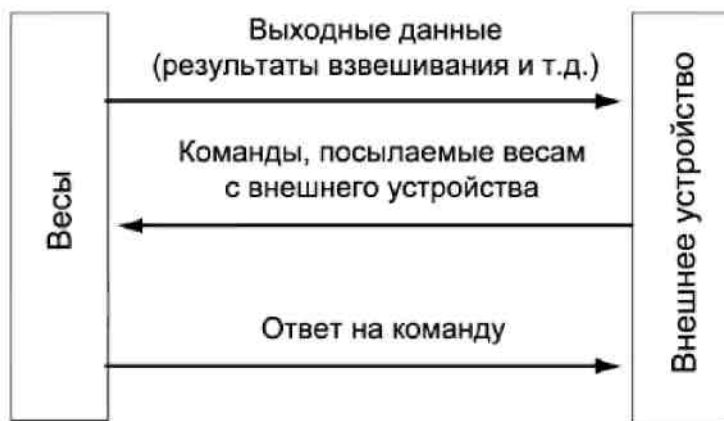 Весы
Выходные данные
(результаты взвешивания и т.д.)
Команды, посылаемые весам
с внешнего устройства
Ответ на команду
Внешнее устройство